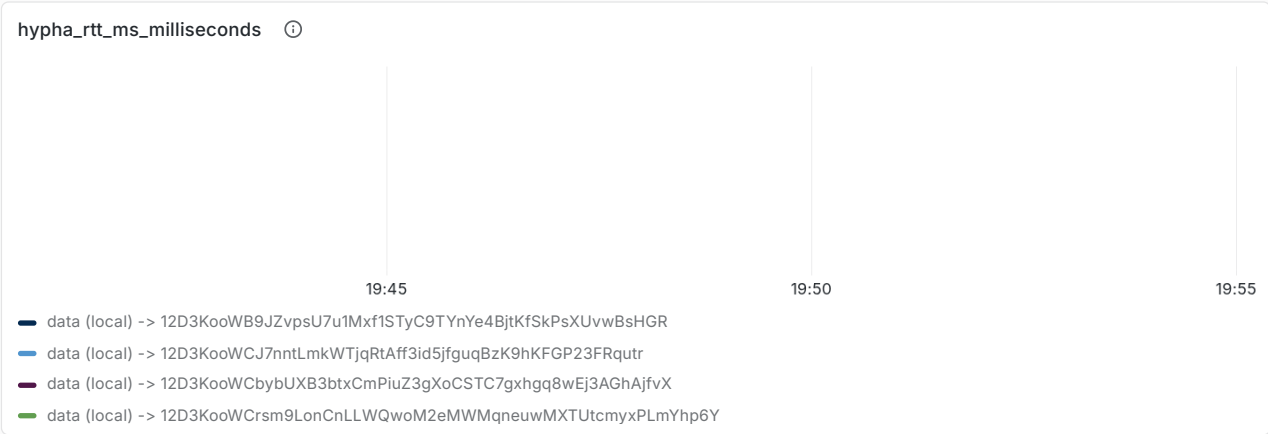 hypha_rtt_ms_milliseconds
19:45 19:50 19:55
data (local) -> 12D3KooWB9JZvpsU7u1Mxf1STyC9TYnYe4BjtKfSkPsXUvwBsHGR
data (local) -> 12D3KooWCJ7nntLmkWTjqRtAff3id5jfguqBzK9hKFGP23FRqutr
data (local) -> 12D3KooWCbybUXB3btxCmPiuZ3gXoCSTC7gxhgq8wEj3AGhAjfvX
data (local) -> 12D3KooWCrsm9LonCnLLWQwoM2eMWMqneuwMXTUtcmyxPLmYhp6Y